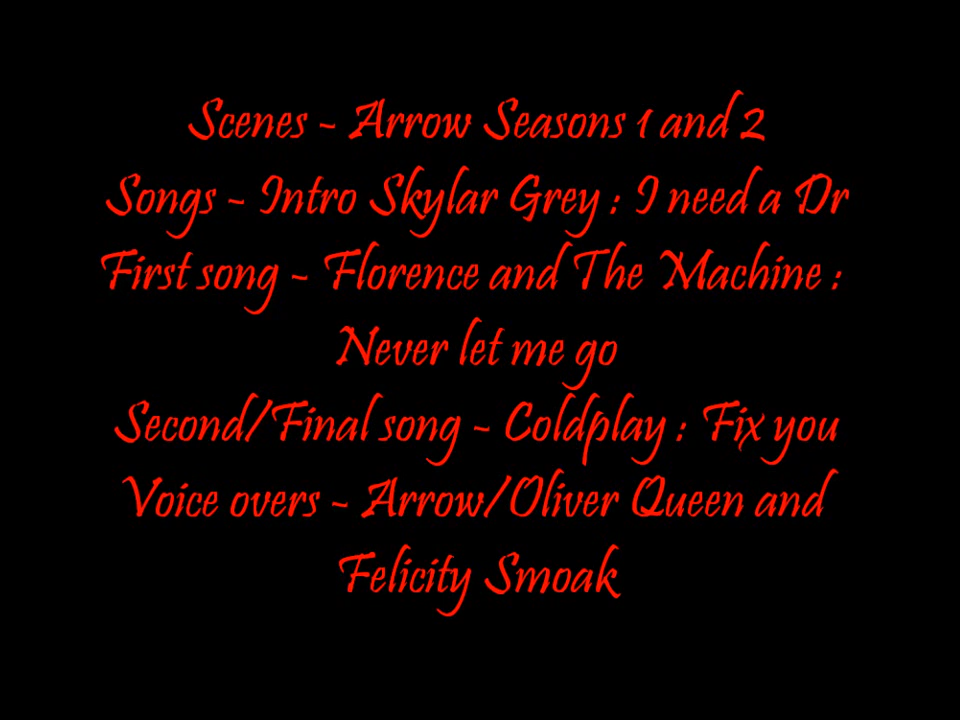 Scenes - Arrow Seasons 1 and 2
Songs - Intro Skylar Grey : I need a Dr
First song - Florence and The Machine :
Never let me go
Second/Final song - Coldplay : Fix you
Voice overs - Arrow/Oliver Queen and
Felicity Smoak